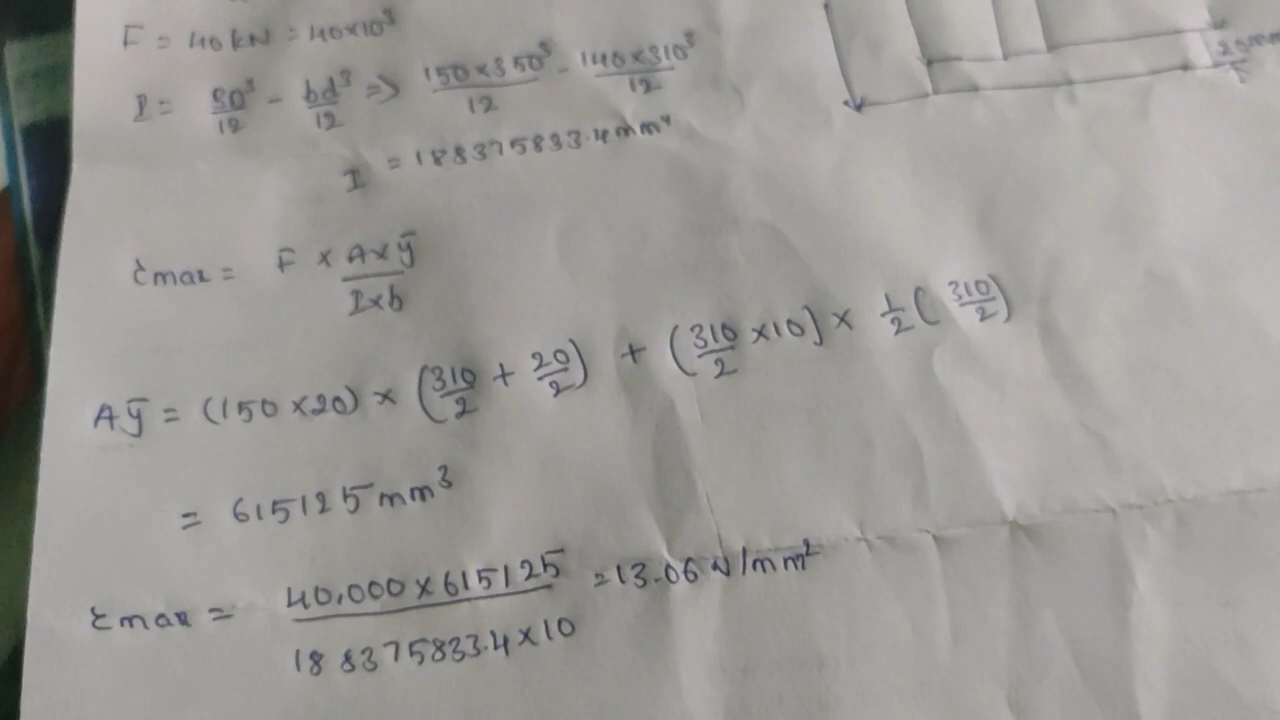 F = 40 kN = 40×10³
I = BD³/12 - bd³/12 => 150×350³/12 - 140×310³/12
20mm
I = 188375833.4 mm⁴
τmax = F × A×ȳ / I×b
Aȳ = (150×20) × (310/2 + 20/2) + (310/2 ×10) × 1/2 (310/2)
= 615125 mm³
τmax = 40,000 × 615125 / 188375833.4 × 10 = 13.06 N/mm²